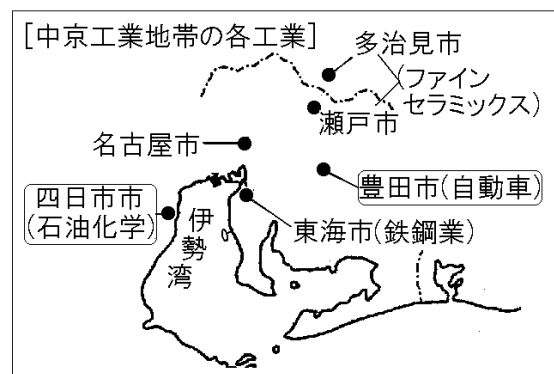 [中京工業地帯の各工業]
多治見市
(ファイン
セラミックス)
瀬戸市
名古屋市
豊田市(自動車)
四日市市
(石油化学)
伊勢湾
東海市(鉄鋼業)